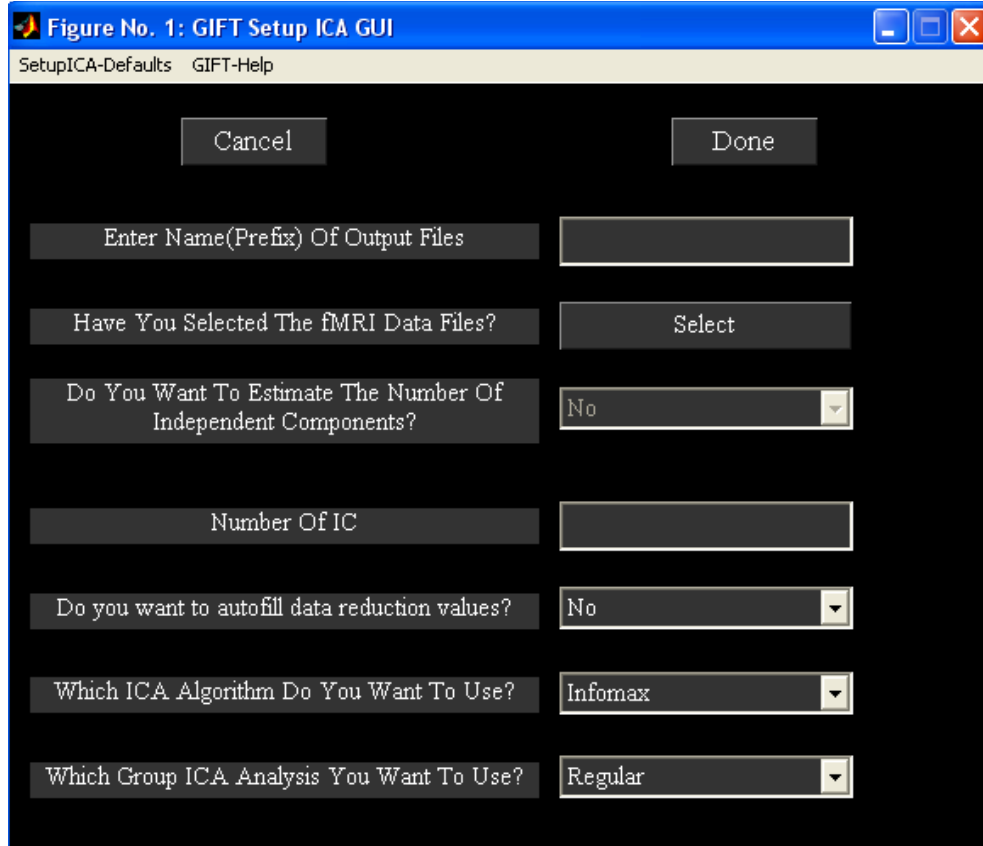 Figure No. 1: GIFT Setup ICA GUI
SetupICA-Defaults GIFT-Help
Cancel Done
Enter Name(Prefix) Of Output Files
Have You Selected The fMRI Data Files? Select
Do You Want To Estimate The Number Of
Independent Components? No
Number Of IC
Do you want to autofill data reduction values? No
Which ICA Algorithm Do You Want To Use? Infomax
Which Group ICA Analysis You Want To Use? Regular